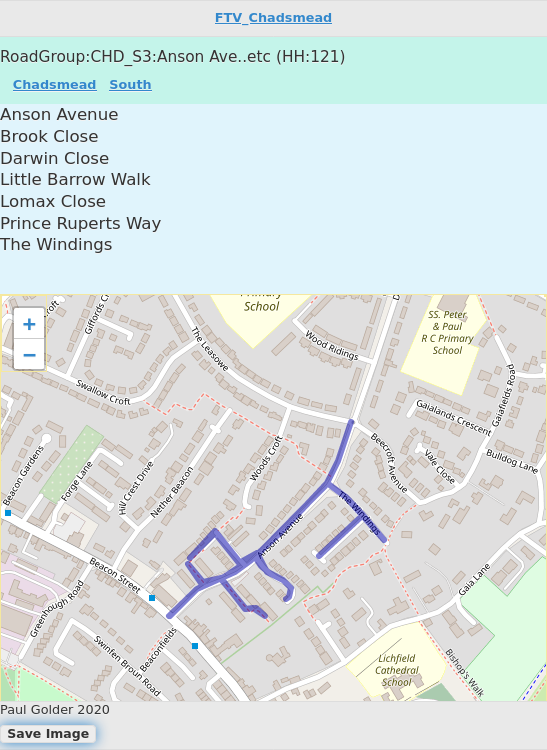 FTV_Chadsmead
RoadGroup:CHD_S3:Anson Ave..etc (HH:121)
Chadsmead South
Anson Avenue
Brook Close
Darwin Close
Little Barrow Walk
Lomax Close
Prince Ruperts Way
The Windings
+
−
Giffords
School
The Leasowe
Wood Ridings
SS. Peter
& Paul
R C Primary
School
Swallow Croft
Gaialands Crescent
Gaiafields Road
Beacon Gardens
Forge Lane
Hill Crest Drive
Nether Beacon
Woods Croft
Beecroft Avenue
Vale Close
Bulldog Lane
The Windings
Anson Avenue
Beacon Street
Greenhough Road
Gaia Lane
Swinfen Broun Road
Beaconfields
Lichfield
Cathedral
School
Bishop's Walk
Paul Golder 2020
Save Image